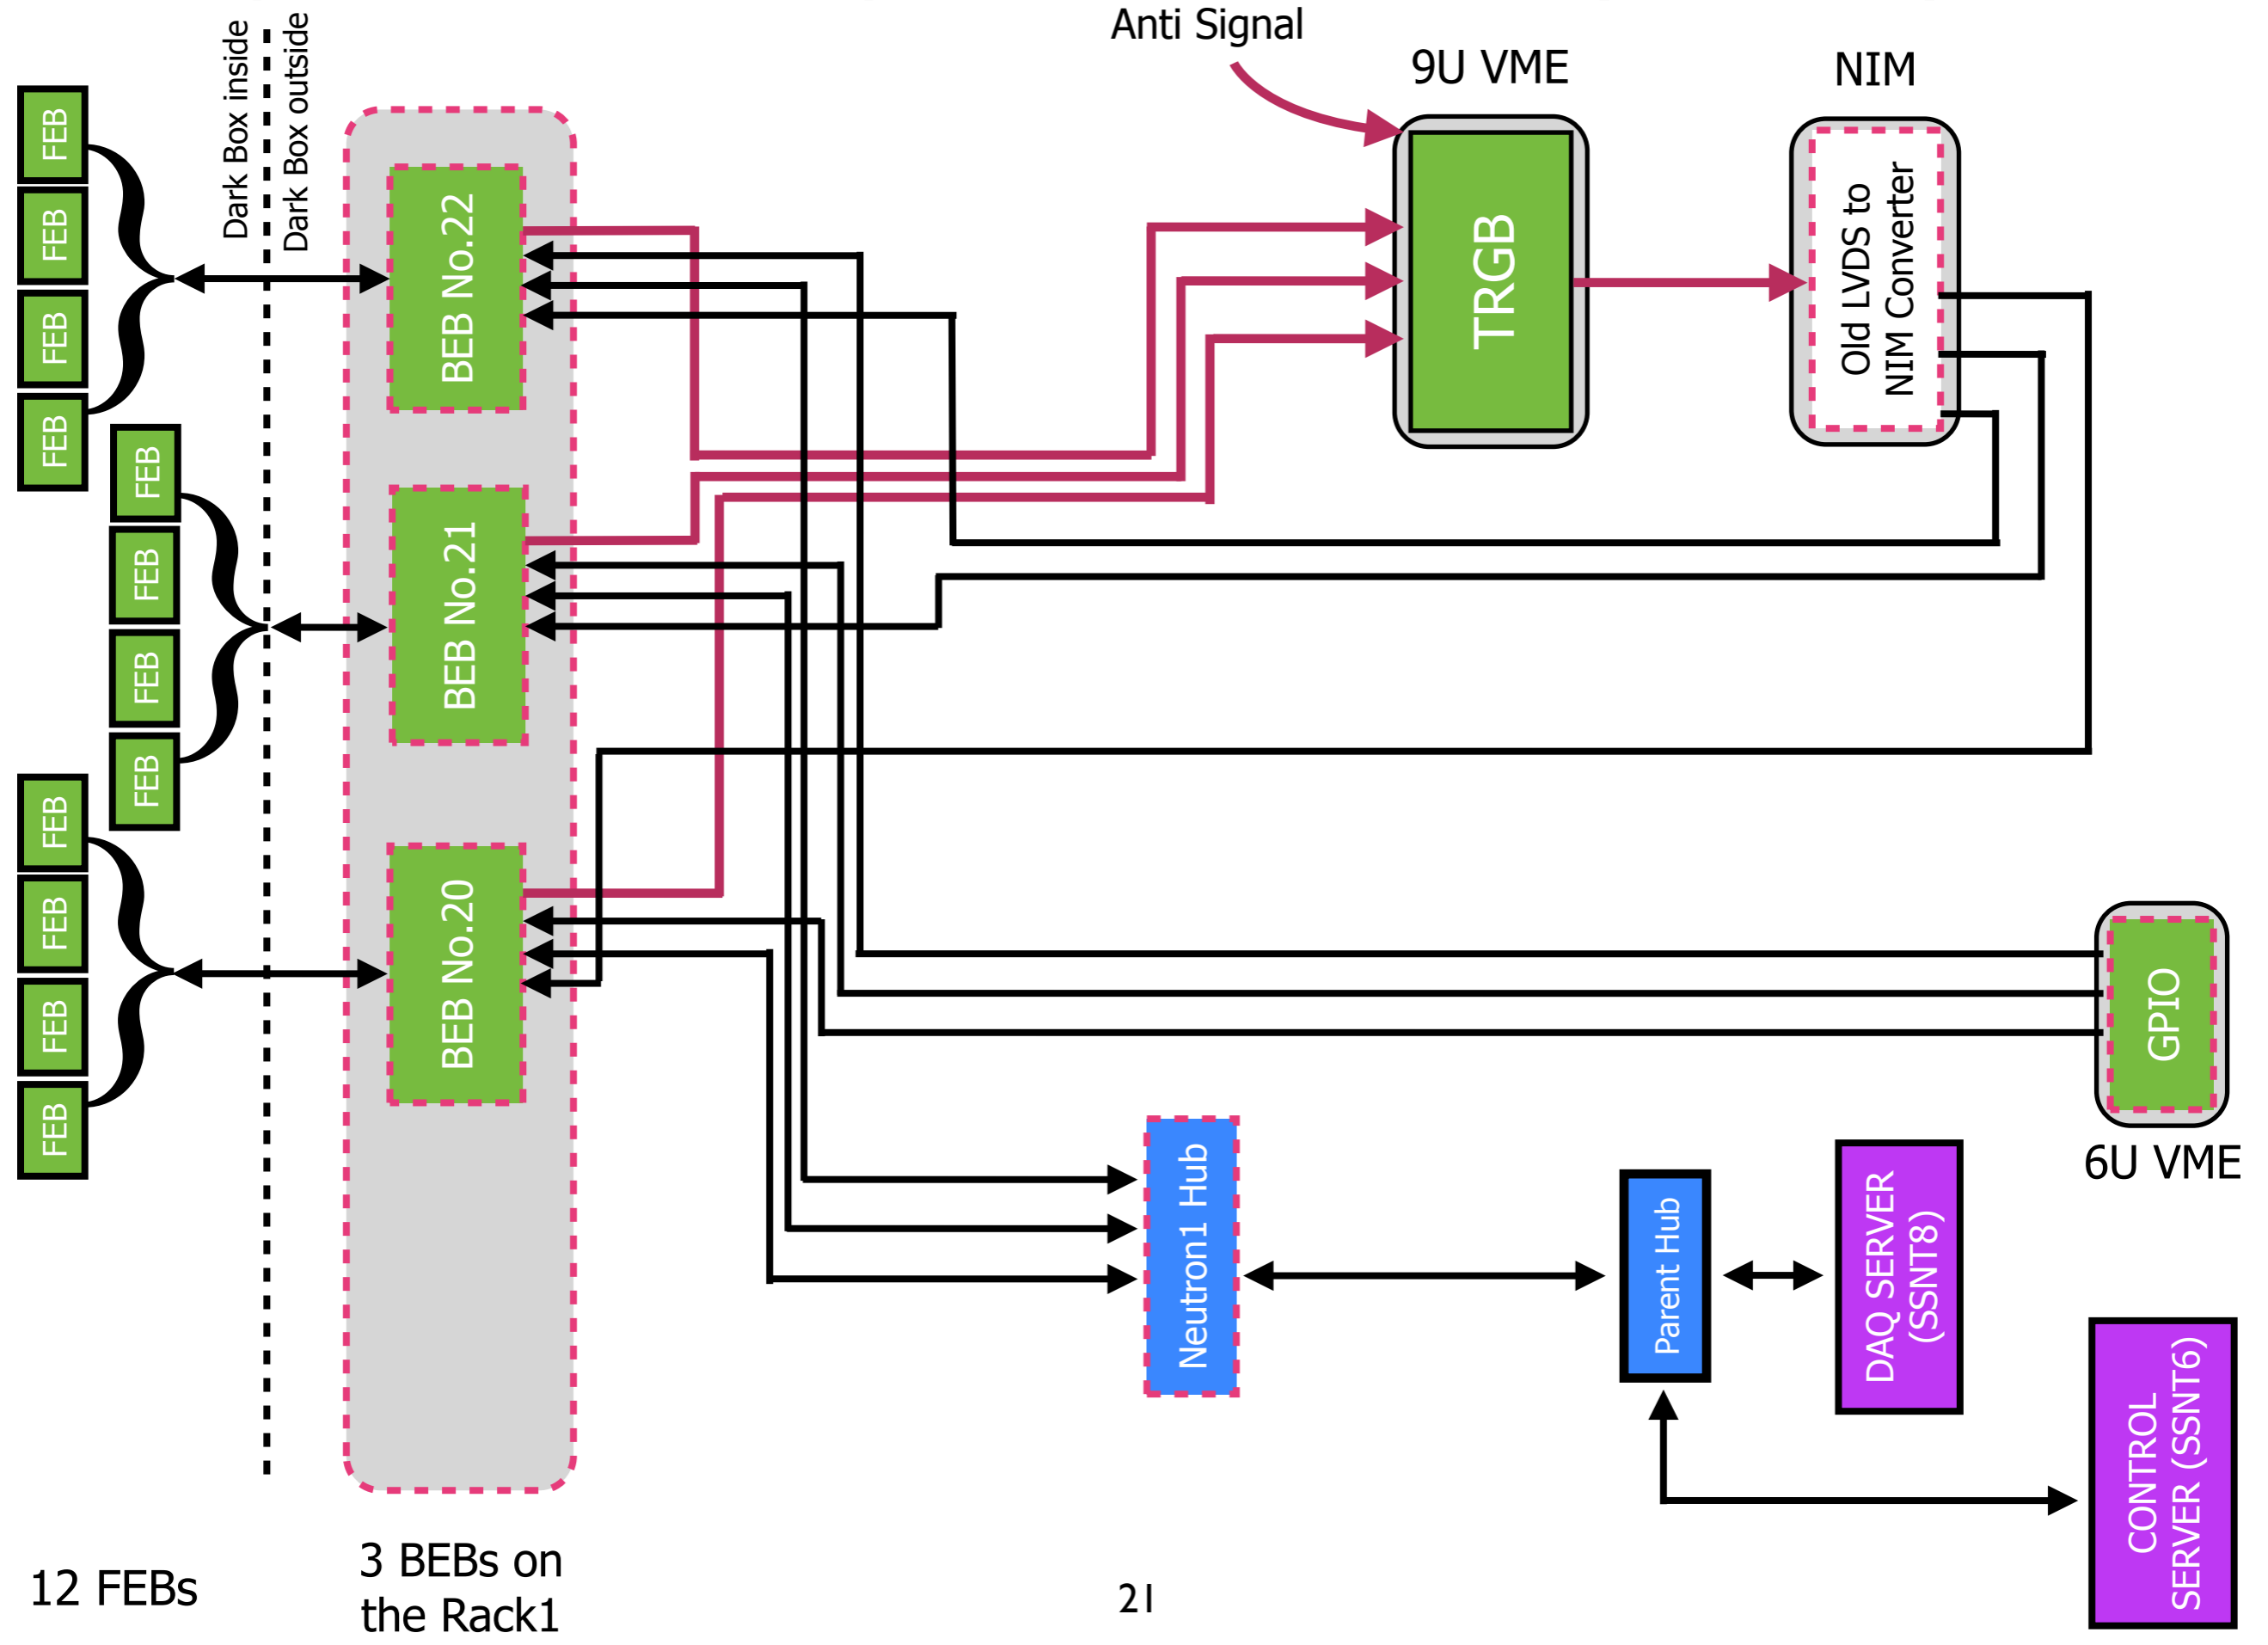 Anti Signal
9U VME
NIM
Dark Box inside
Dark Box outside
FEB
FEB
FEB
FEB
FEB
FEB
FEB
FEB
FEB
FEB
FEB
FEB
BEB No.22
BEB No.21
BEB No.20
TRGB
Old LVDS to
NIM Converter
GPIO
6U VME
Neutron1 Hub
Parent Hub
DAQ SERVER
(SSNT8)
CONTROL
SERVER (SSNT6)
12 FEBs
3 BEBs on
the Rack1
21